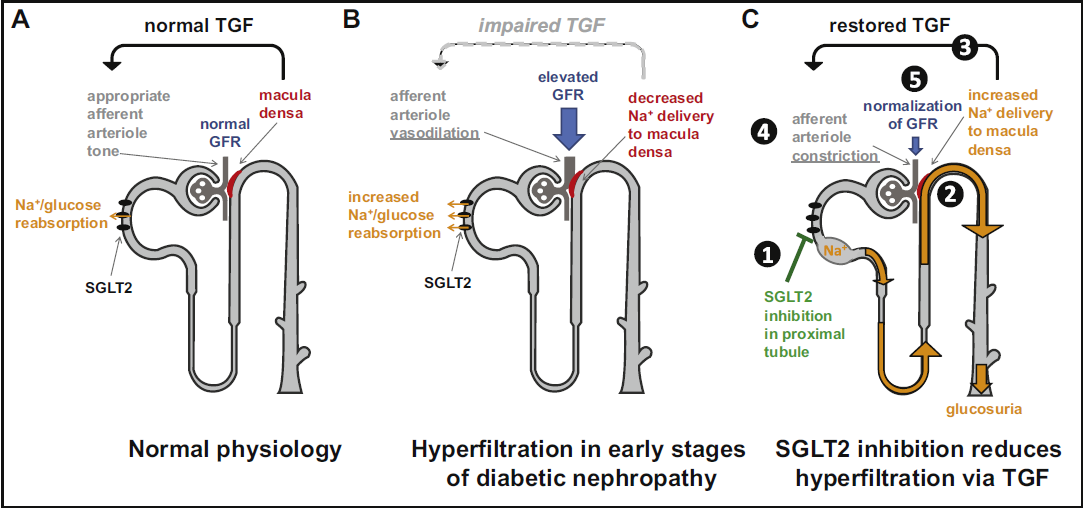 A
normal TGF
appropriate
afferent
arteriole
tone
normal
GFR
macula
densa
Na⁺/glucose
reabsorption
SGLT2
Normal physiology
B
impaired TGF
afferent
arteriole
vasodilation
elevated
GFR
decreased
Na⁺ delivery
to macula
densa
increased
Na⁺/glucose
reabsorption
SGLT2
Hyperfiltration in early stages
of diabetic nephropathy
C
restored TGF
3
5
normalization
of GFR
increased
Na⁺ delivery
to macula
densa
4
afferent
arteriole
constriction
2
1
Na⁺
SGLT2
inhibition
in proximal
tubule
glucosuria
SGLT2 inhibition reduces
hyperfiltration via TGF